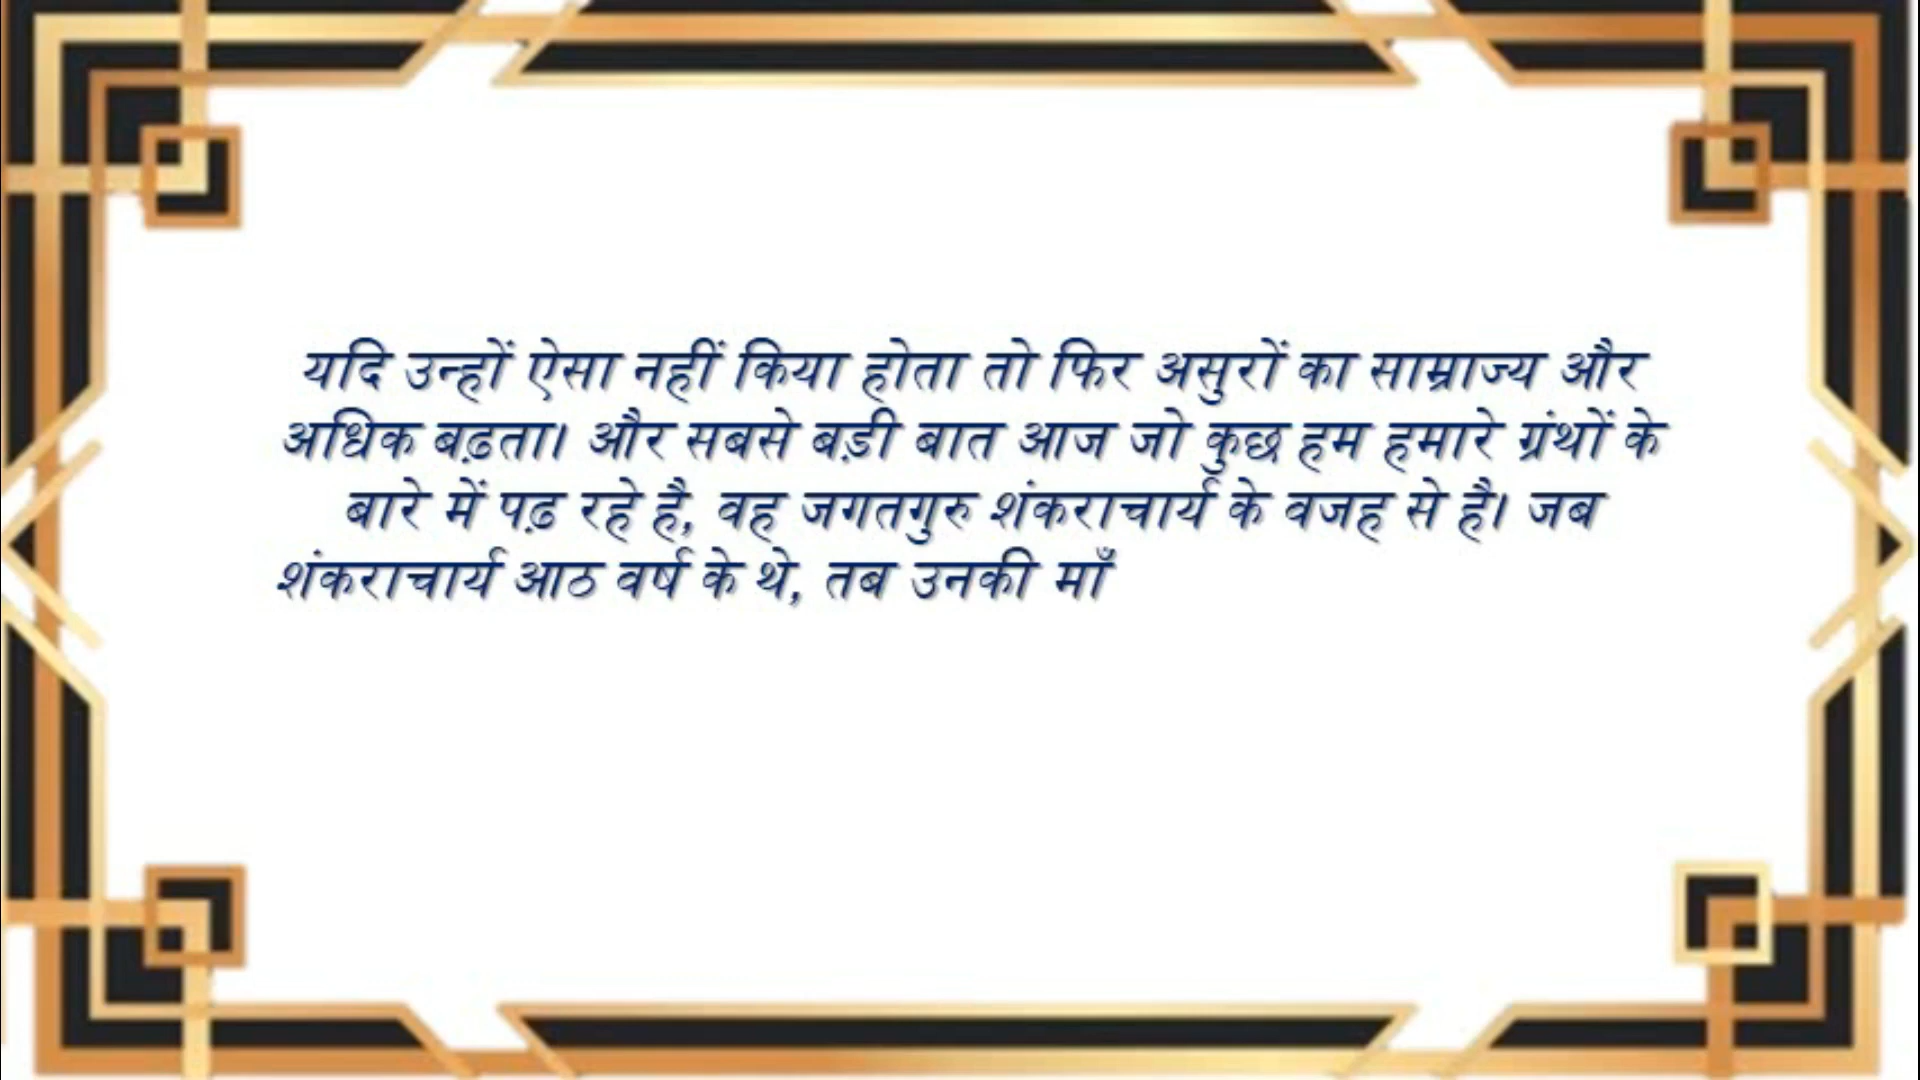 यदि उन्हों ऐसा नहीं किया होता तो फिर असुरों का साम्राज्य और
अधिक बढ़ता। और सबसे बड़ी बात आज जो कुछ हम हमारे ग्रंथों के
बारे में पढ़ रहे है, वह जगतगुरु शंकराचार्य के वजह से है। जब
शंकराचार्य आठ वर्ष के थे, तब उनकी माँ